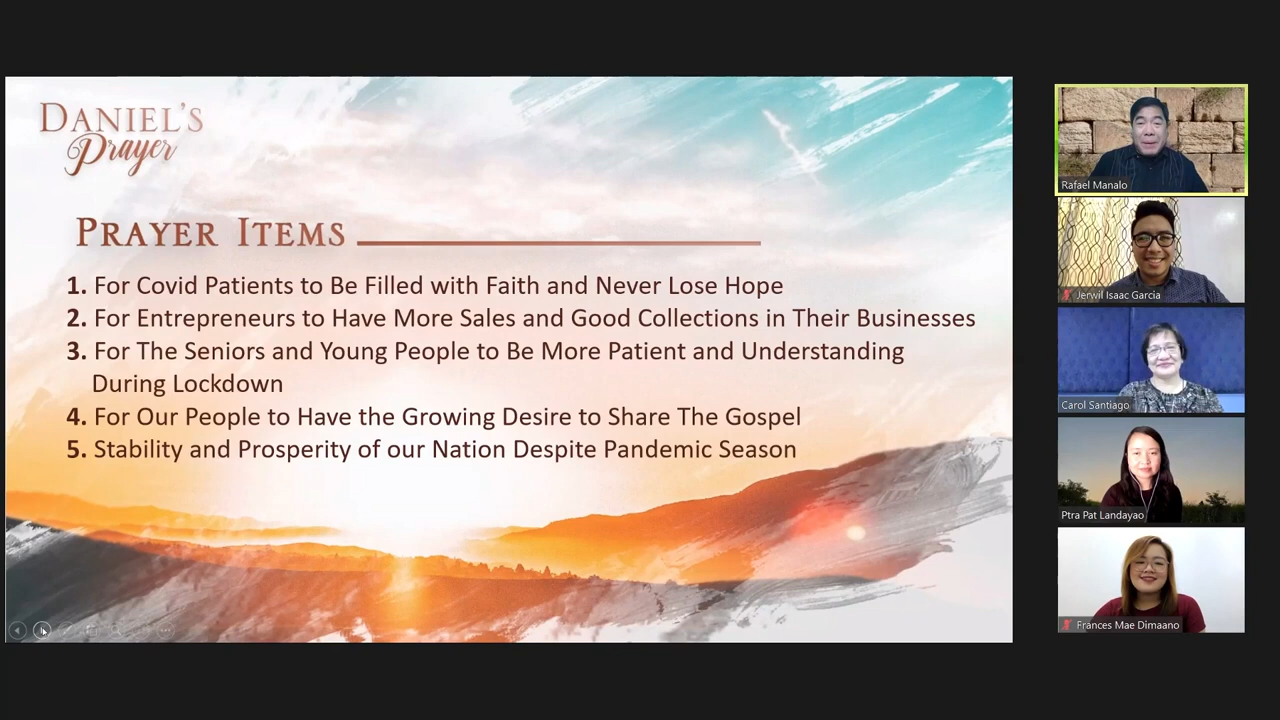 DANIEL'S
Prayer
PRAYER ITEMS
1. For Covid Patients to Be Filled with Faith and Never Lose Hope
2. For Entrepreneurs to Have More Sales and Good Collections in Their Businesses
3. For The Seniors and Young People to Be More Patient and Understanding
During Lockdown
4. For Our People to Have the Growing Desire to Share The Gospel
5. Stability and Prosperity of our Nation Despite Pandemic Season
Rafael Manalo
Jerwil Isaac Garcia
Carol Santiago
Ptra Pat Landayao
Frances Mae Dimaano